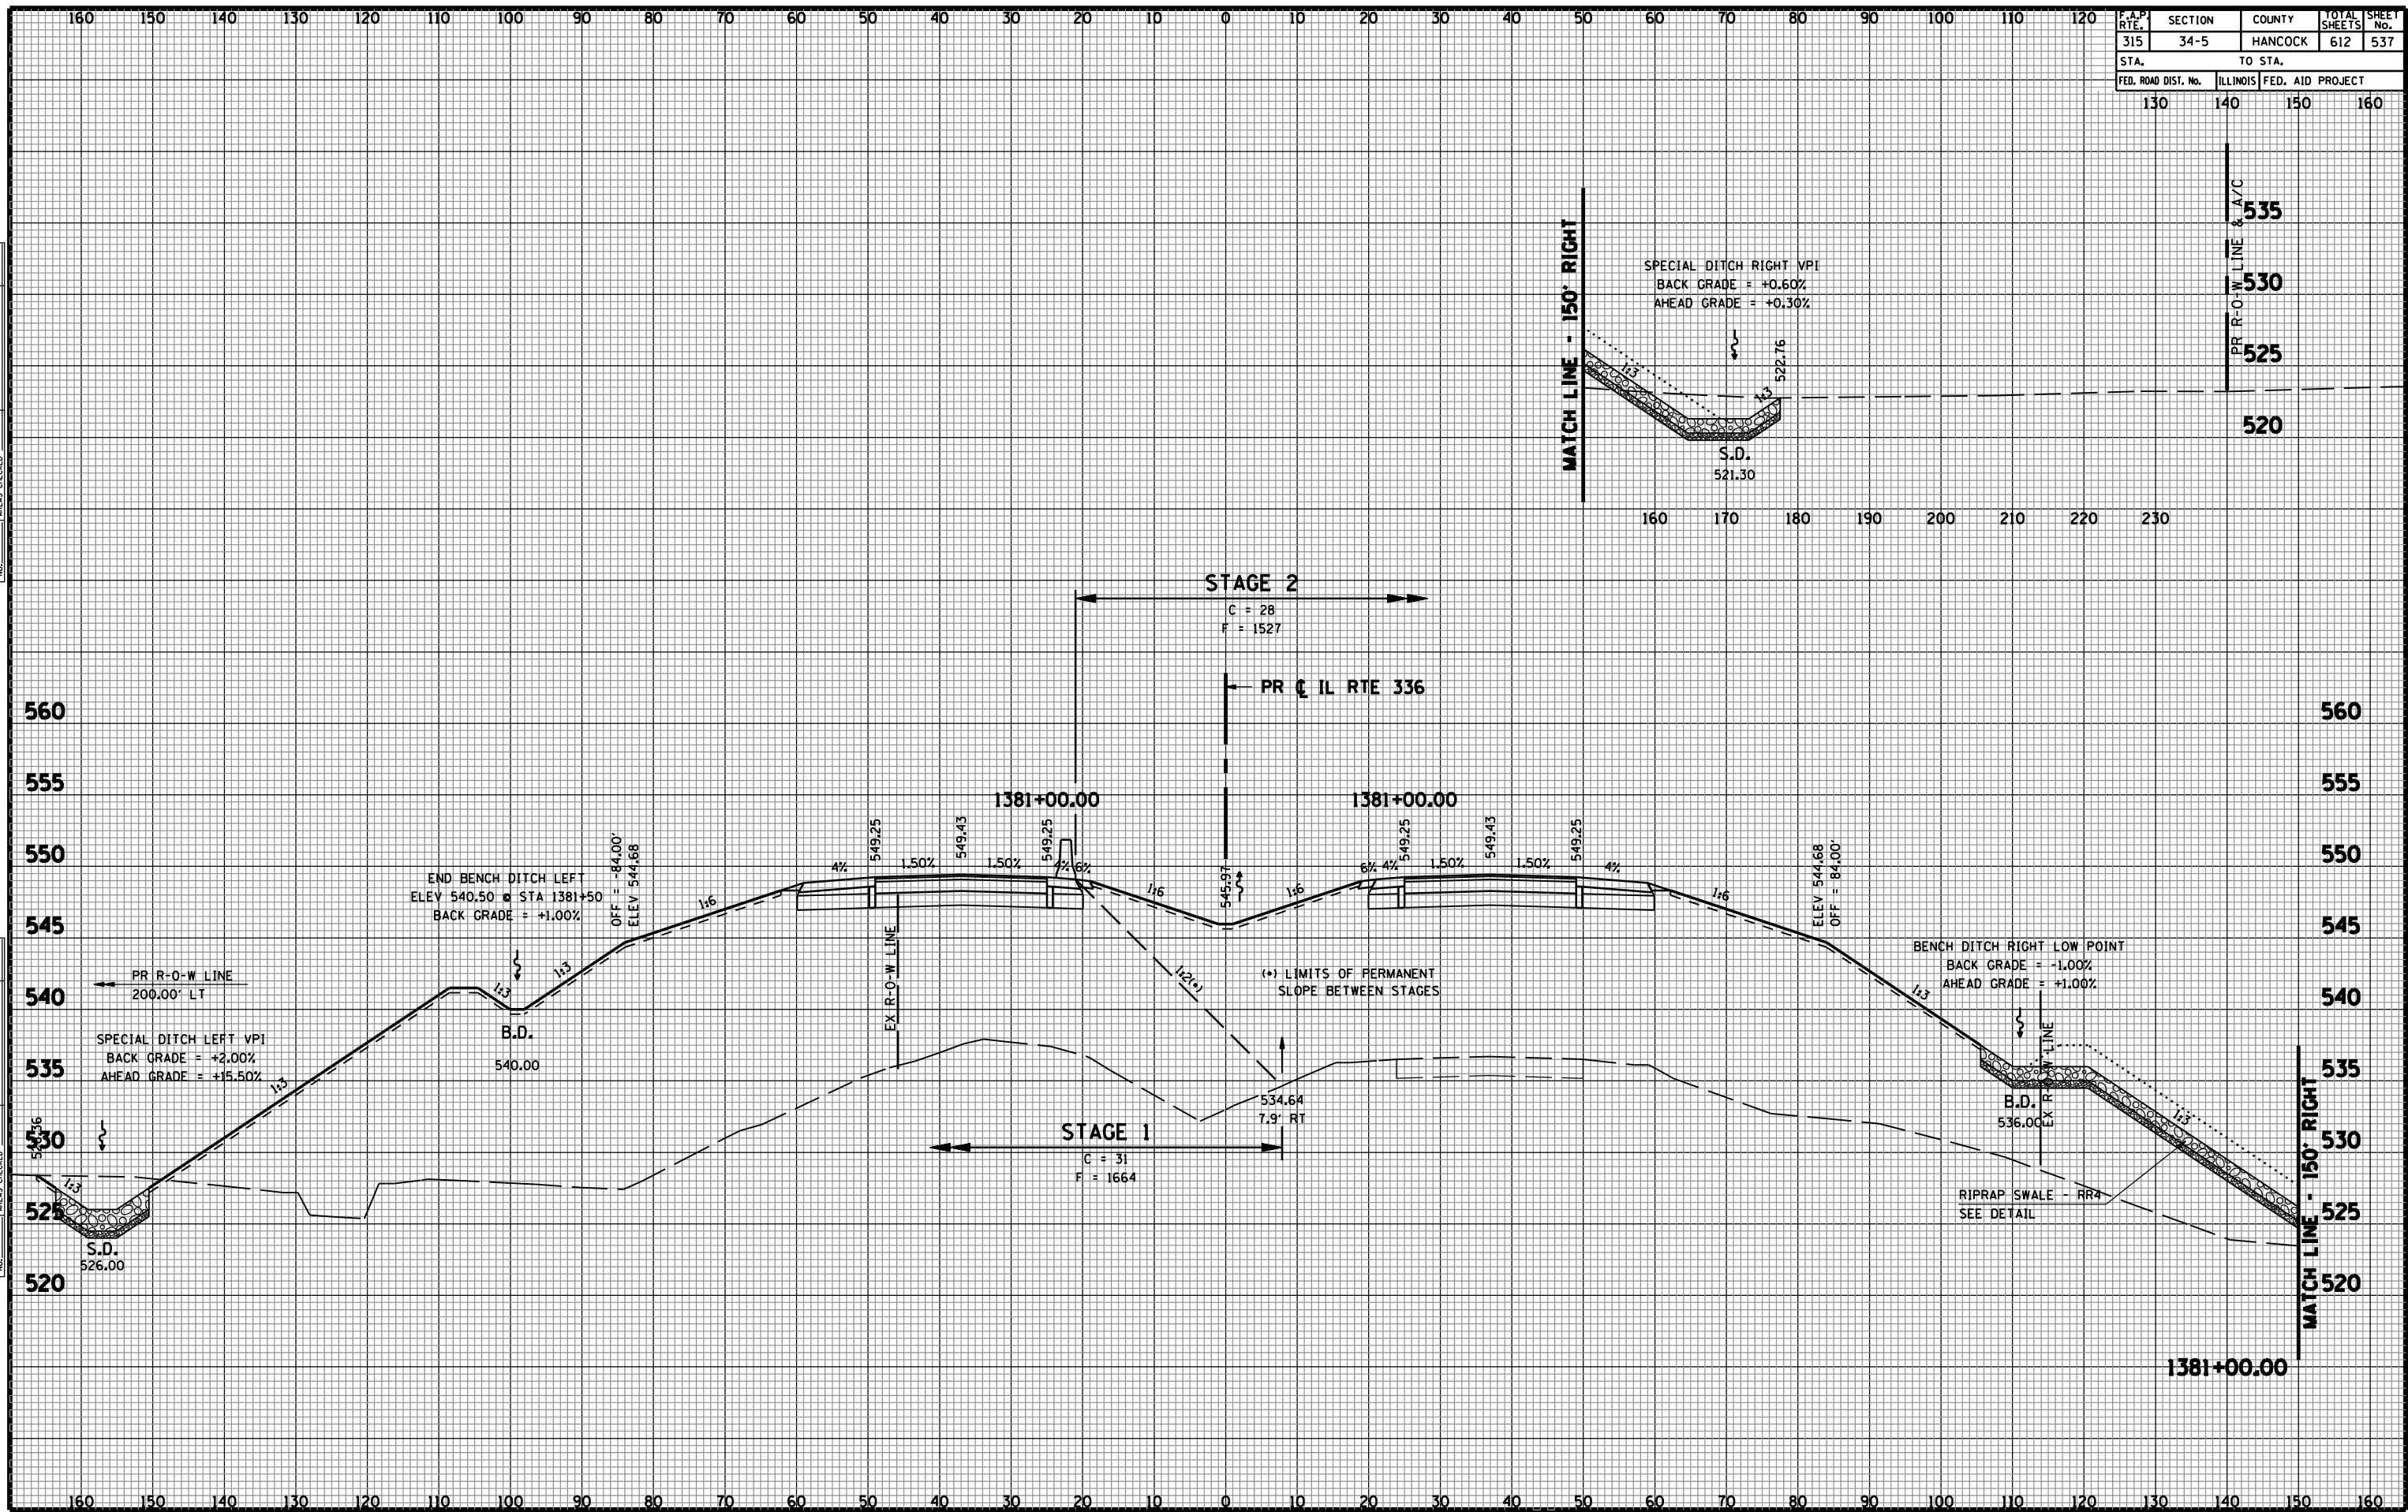 160 150 140 130 120 110 100 90 80 70 60 50 40 30 20 10 0 10 20 30 40 50 60 70 80 90 100 110 120
F.A.P. RTE. SECTION COUNTY TOTAL SHEETS SHEET No.
315 34-5 HANCOCK 612 537
STA. TO STA.
FED. ROAD DIST. No. ILLINOIS FED. AID PROJECT
130 140 150 160
PR R-O-W LINE & A/C
535
530
525
520
MATCH LINE - 150' RIGHT
SPECIAL DITCH RIGHT VPI
BACK GRADE = +0.60%
AHEAD GRADE = +0.30%
1:3
1:3
522.76
S.D.
521.30
160 170 180 190 200 210 220 230
STAGE 2
C = 28
F = 1527
PR ℄ IL RTE 336
560
555
550
545
540
535
530
525
520
560
555
550
545
540
535
530
525
520
1381+00.00
1381+00.00
END BENCH DITCH LEFT
ELEV 540.50 @ STA 1381+50
BACK GRADE = +1.00%
OFF = -84.00'
ELEV 544.68
1:6
4%
549.25
1.50%
549.43
1.50%
549.25
4%
6%
1:6
545.97
1:6
6%
4%
549.25
1.50%
549.43
1.50%
549.25
4%
1:6
ELEV 544.68
OFF = 84.00'
PR R-O-W LINE
200.00' LT
1:3
1:3
B.D.
540.00
EX R-O-W LINE
1:2(*)
(*) LIMITS OF PERMANENT
SLOPE BETWEEN STAGES
BENCH DITCH RIGHT LOW POINT
BACK GRADE = -1.00%
AHEAD GRADE = +1.00%
1:3
SPECIAL DITCH LEFT VPI
BACK GRADE = +2.00%
AHEAD GRADE = +15.50%
1:3
1:3
S.D.
526.00
534.64
7.9' RT
STAGE 1
C = 31
F = 1664
B.D.
536.00
EX R-O-W LINE
1:3
RIPRAP SWALE - RR4
SEE DETAIL
MATCH LINE - 150' RIGHT
1381+00.00
160 150 140 130 120 110 100 90 80 70 60 50 40 30 20 10 0 10 20 30 40 50 60 70 80 90 100 110 120 130 140 150 160